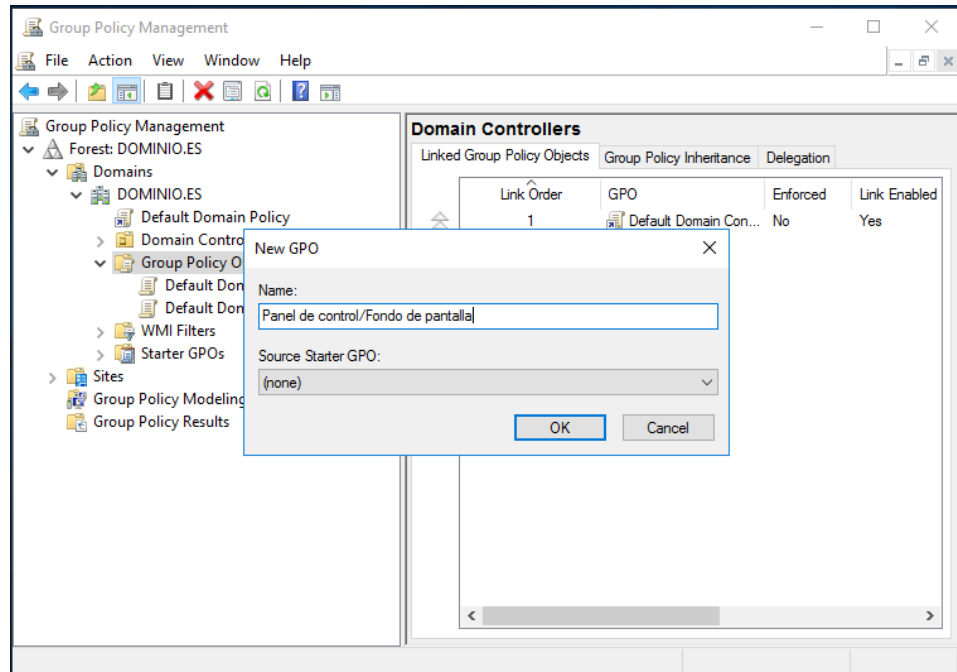 Group Policy Management
File Action View Window Help
Group Policy Management
Forest: DOMINIO.ES
Domains
DOMINIO.ES
Default Domain Policy
Domain Contro
Group Policy O
Default Don
Default Don
WMI Filters
Starter GPOs
Sites
Group Policy Modeling
Group Policy Results
Domain Controllers
Linked Group Policy Objects Group Policy Inheritance Delegation
Link Order GPO Enforced Link Enabled
1 Default Domain Con... No Yes
New GPO
Name:
Panel de control/Fondo de pantalla
Source Starter GPO:
(none)
OK Cancel